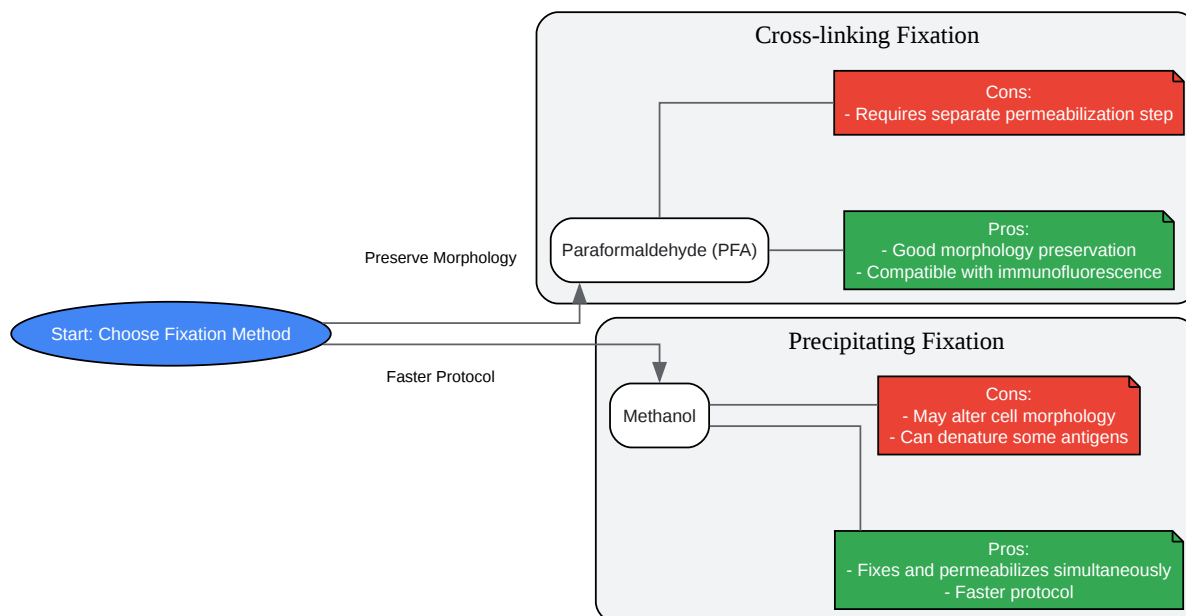 Cross-linking Fixation
Cons:
- Requires separate permeabilization step
Paraformaldehyde (PFA)
Pros:
- Good morphology preservation
- Compatible with immunofluorescence
Preserve Morphology
Start: Choose Fixation Method
Faster Protocol
Precipitating Fixation
Methanol
Cons:
- May alter cell morphology
- Can denature some antigens
Pros:
- Fixes and permeabilizes simultaneously
- Faster protocol